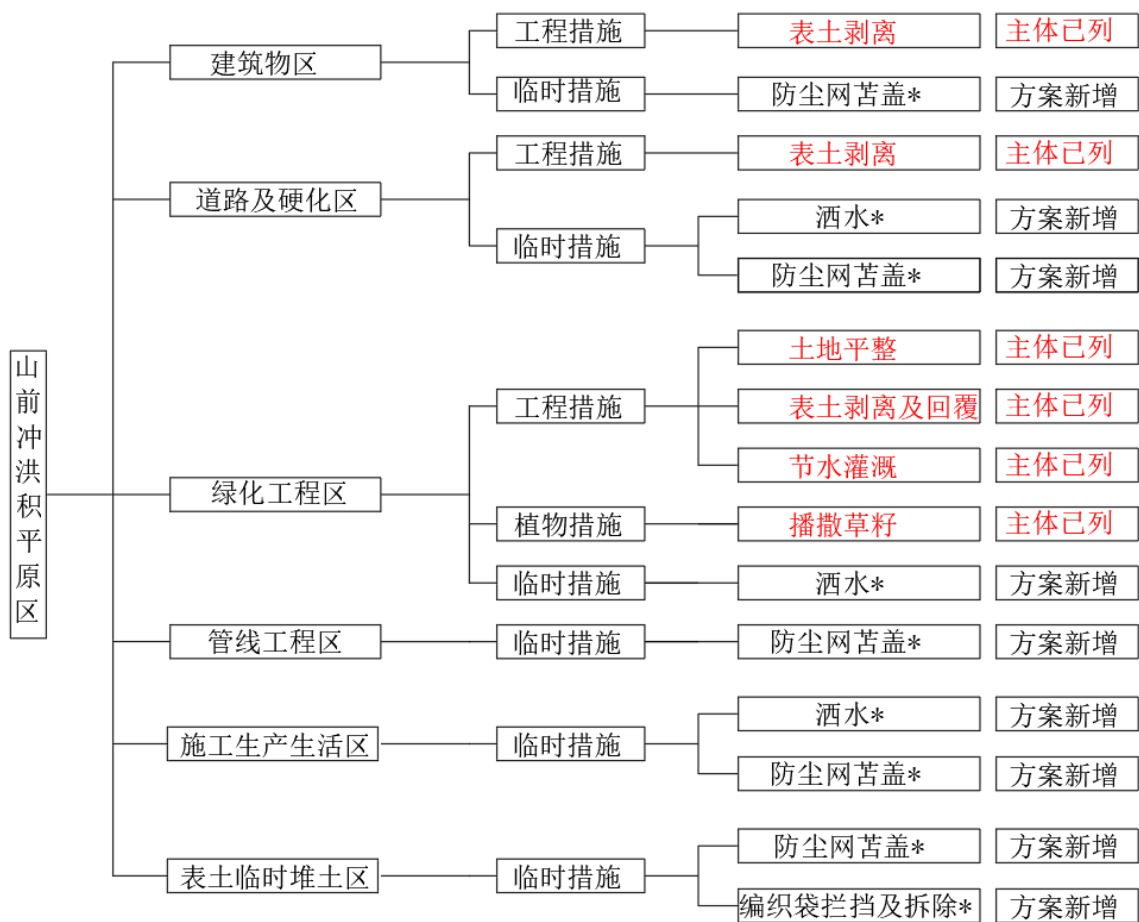 山前冲洪积平原区
建筑物区
工程措施
表土剥离
主体已列
临时措施
防尘网苫盖*
方案新增
道路及硬化区
工程措施
表土剥离
主体已列
临时措施
洒水*
方案新增
防尘网苫盖*
方案新增
绿化工程区
工程措施
土地平整
主体已列
表土剥离及回覆
主体已列
节水灌溉
主体已列
植物措施
播撒草籽
主体已列
临时措施
洒水*
方案新增
管线工程区
临时措施
防尘网苫盖*
方案新增
施工生产生活区
临时措施
洒水*
方案新增
防尘网苫盖*
方案新增
表土临时堆土区
临时措施
防尘网苫盖*
方案新增
编织袋拦挡及拆除*
方案新增